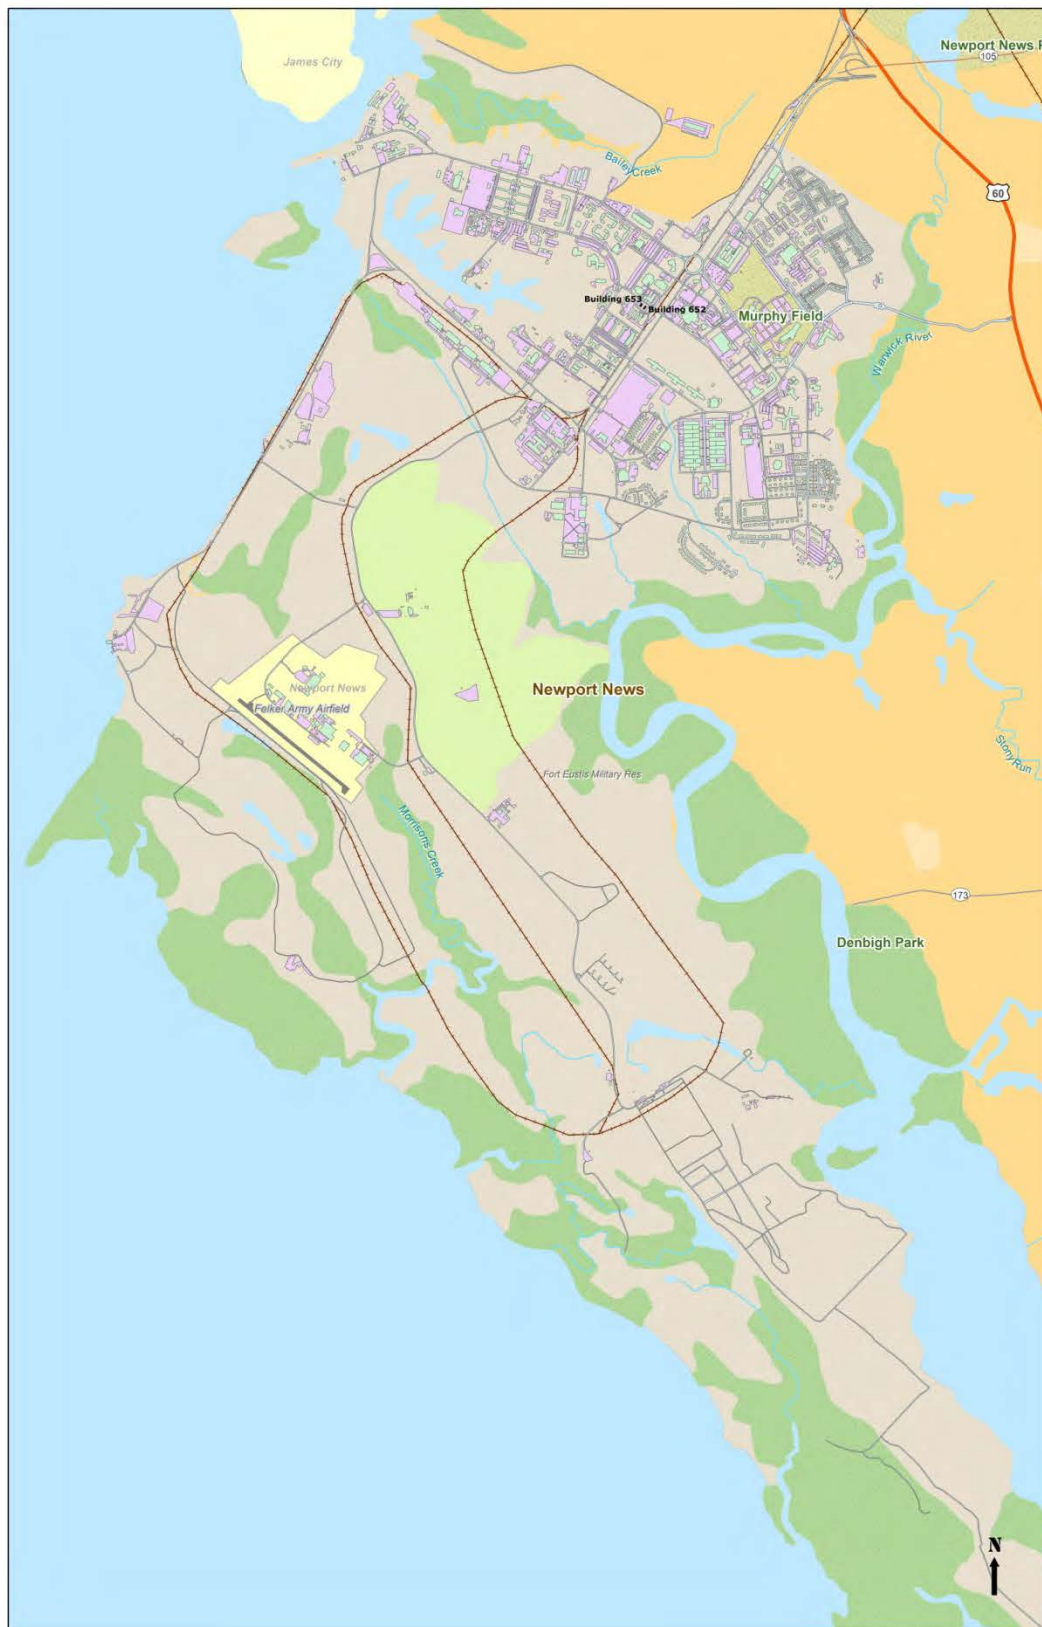 Newport News P
105
James City
60
Bailey Creek
Building 653
Building 652
Murphy Field
Warwick River
Newport News
Felker Army Airfield
Newport News
Fort Eustis Military Res
Stony Run
Morrisons Creek
173
Denbigh Park
N